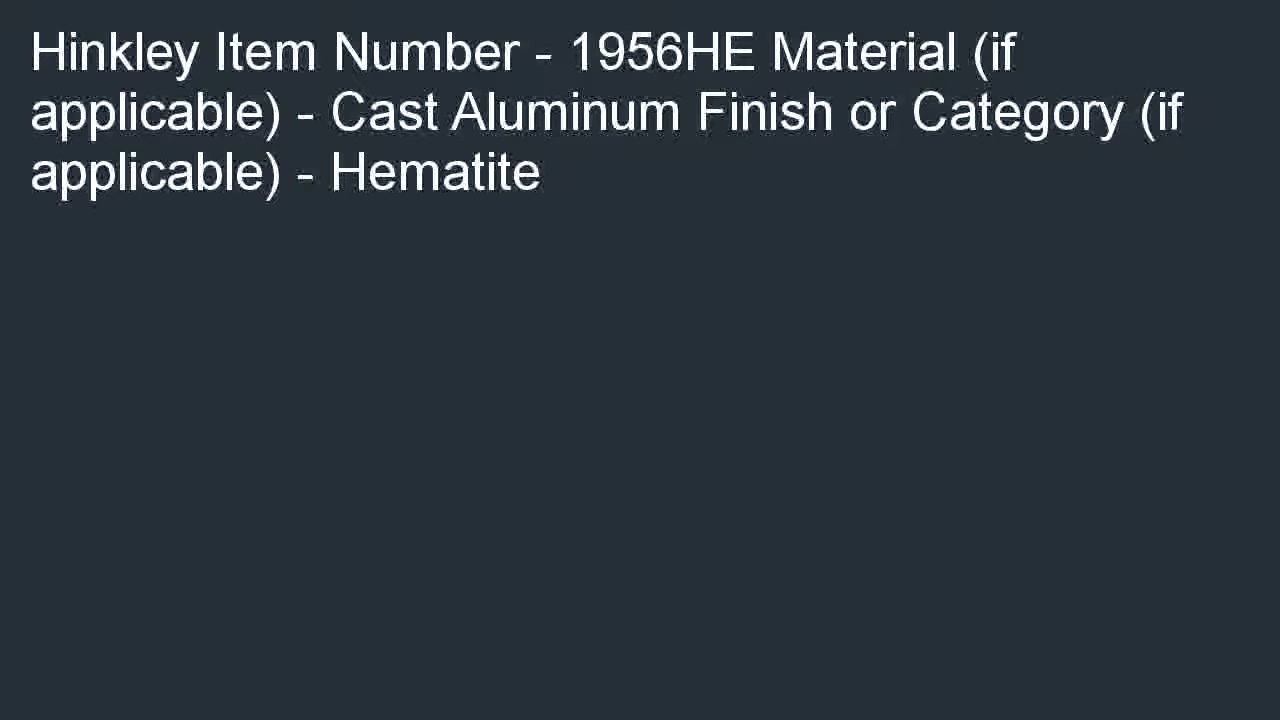 Hinkley Item Number - 1956HE Material (if
applicable) - Cast Aluminum Finish or Category (if
applicable) - Hematite